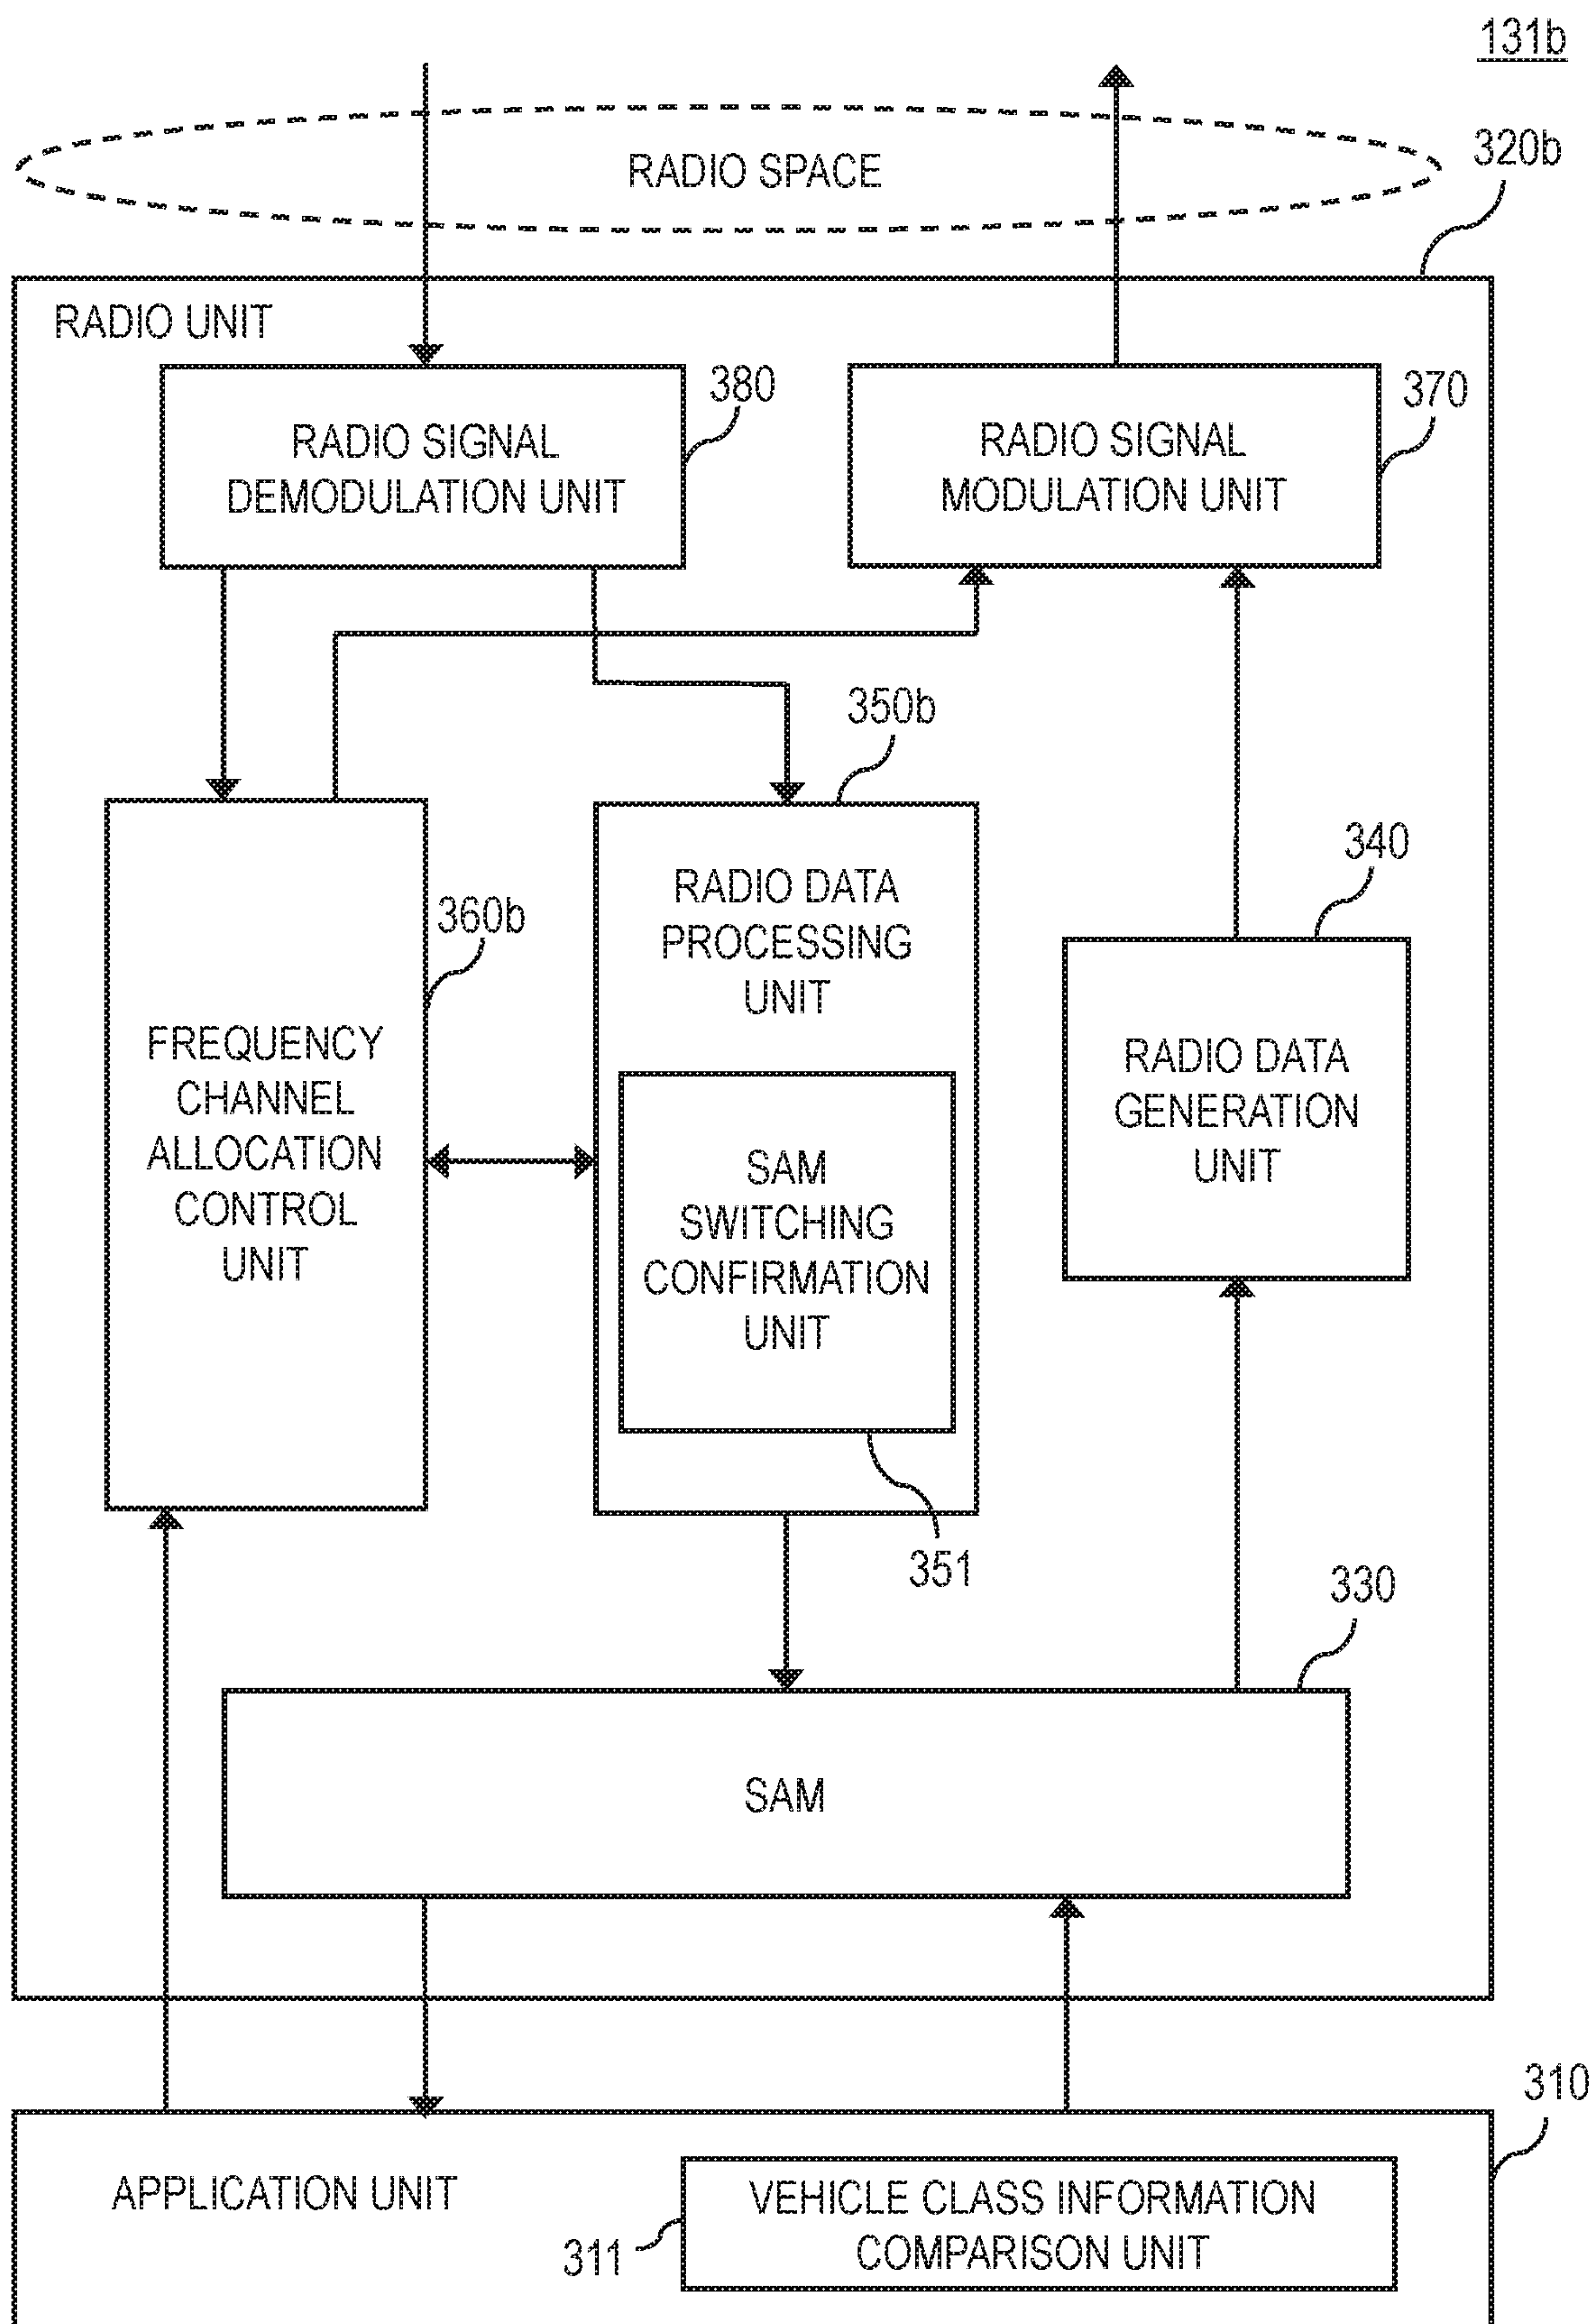 131b
RADIO SPACE
320b
RADIO UNIT
380
370
RADIO SIGNAL
DEMODULATION UNIT
RADIO SIGNAL
MODULATION UNIT
350b
340
360b
RADIO DATA
PROCESSING
UNIT
FREQUENCY
CHANNEL
ALLOCATION
CONTROL
UNIT
RADIO DATA
GENERATION
UNIT
SAM
SWITCHING
CONFIRMATION
UNIT
351
330
SAM
310
APPLICATION UNIT
VEHICLE CLASS INFORMATION
COMPARISON UNIT
311